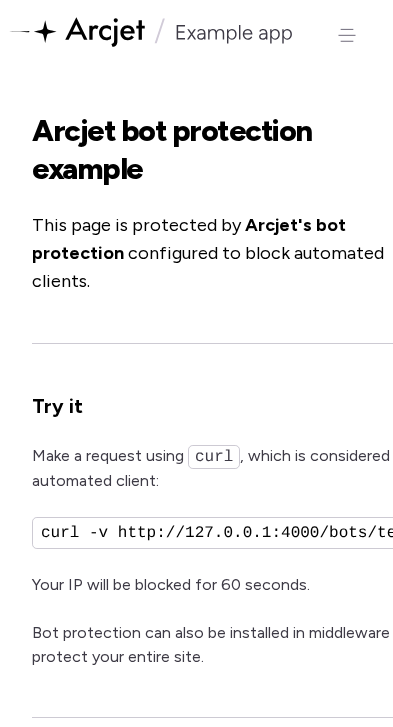 Arcjet / Example app
Arcjet bot protection
example
This page is protected by Arcjet's bot
protection configured to block automated
clients.
Try it
Make a request using curl, which is considered
automated client:
curl -v http://127.0.0.1:4000/bots/te
Your IP will be blocked for 60 seconds.
Bot protection can also be installed in middleware
protect your entire site.